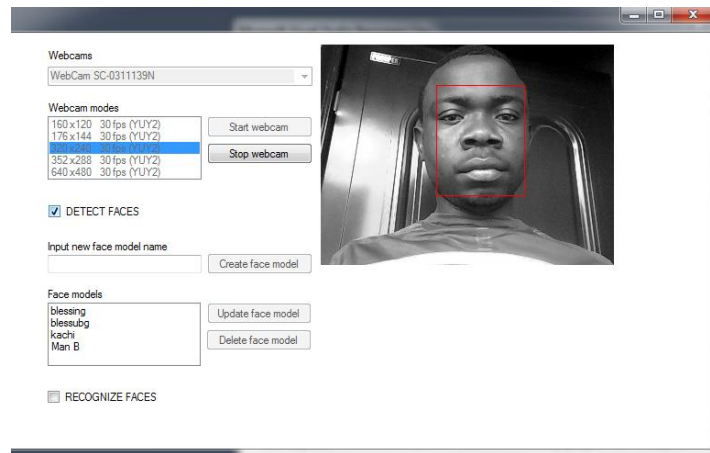 Webcams
WebCam SC-0311139N
Webcam modes
160 x 120 30 fps (YUY2)
176 x 144 30 fps (YUY2)
320 x 240 30 fps (YUY2)
352 x 288 30 fps (YUY2)
640 x 480 30 fps (YUY2)
Start webcam
Stop webcam
DETECT FACES
Input new face model name
Create face model
Face models
blessing
blessubg
kachi
Man B
Update face model
Delete face model
RECOGNIZE FACES